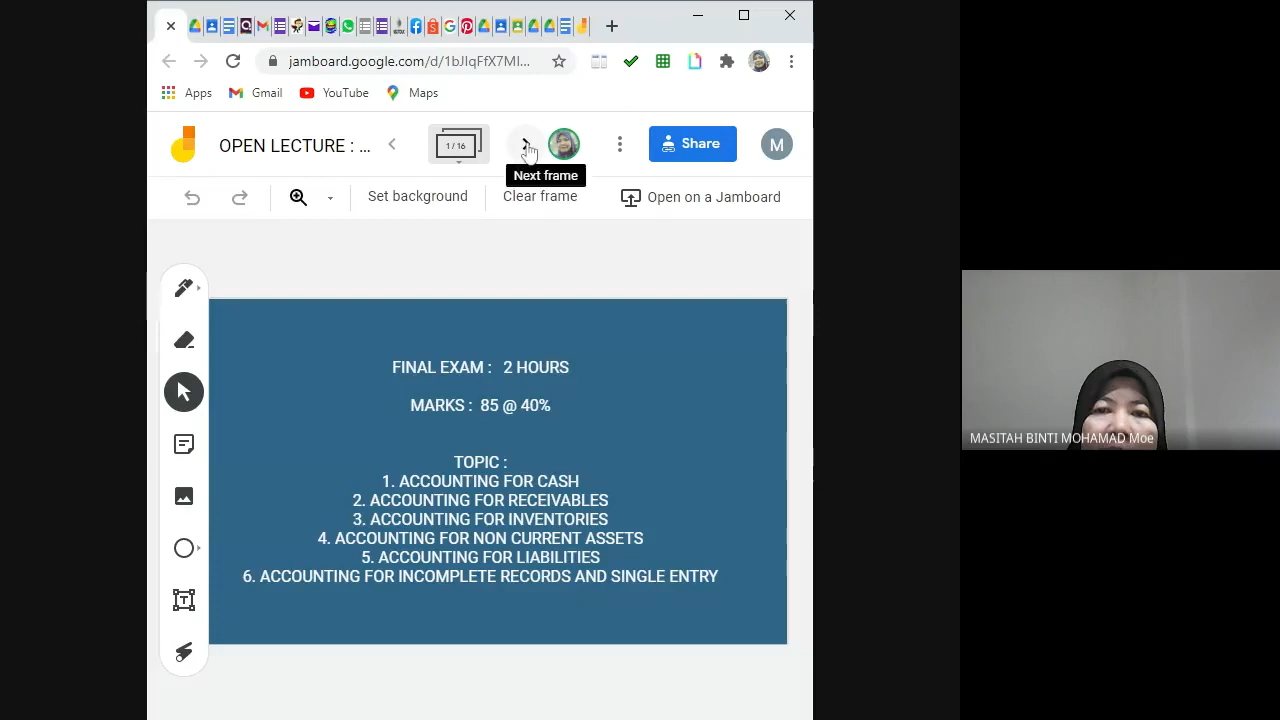 jamboard.google.com/d/1bJIqFfX7MI...
Apps
Gmail
YouTube
Maps
OPEN LECTURE : ...
1 / 16
Share
M
Next frame
Set background
Clear frame
Open on a Jamboard
FINAL EXAM : 2 HOURS
MARKS : 85 @ 40%
TOPIC :
1. ACCOUNTING FOR CASH
2. ACCOUNTING FOR RECEIVABLES
3. ACCOUNTING FOR INVENTORIES
4. ACCOUNTING FOR NON CURRENT ASSETS
5. ACCOUNTING FOR LIABILITIES
6. ACCOUNTING FOR INCOMPLETE RECORDS AND SINGLE ENTRY
MASITAH BINTI MOHAMAD Moe